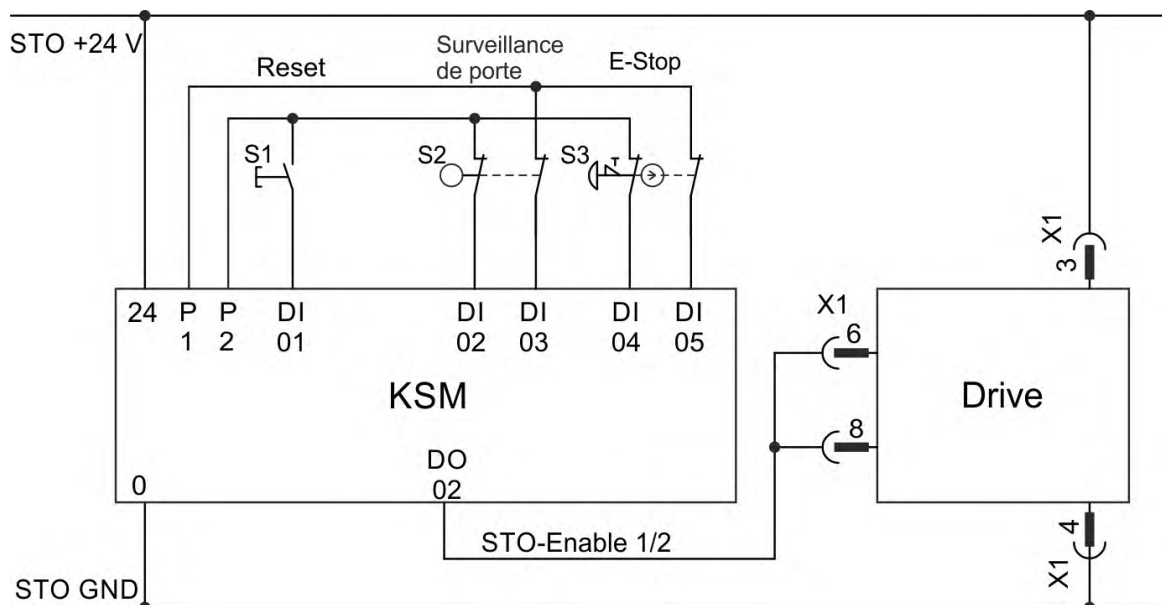 STO +24 V
Reset
Surveillance
de porte
E-Stop
S1
S2
S3
X1
3
24 P P DI DI DI DI DI
1 2 01 02 03 04 05
X1
6
KSM
Drive
8
DO
02
0
4
X1
STO-Enable 1/2
STO GND